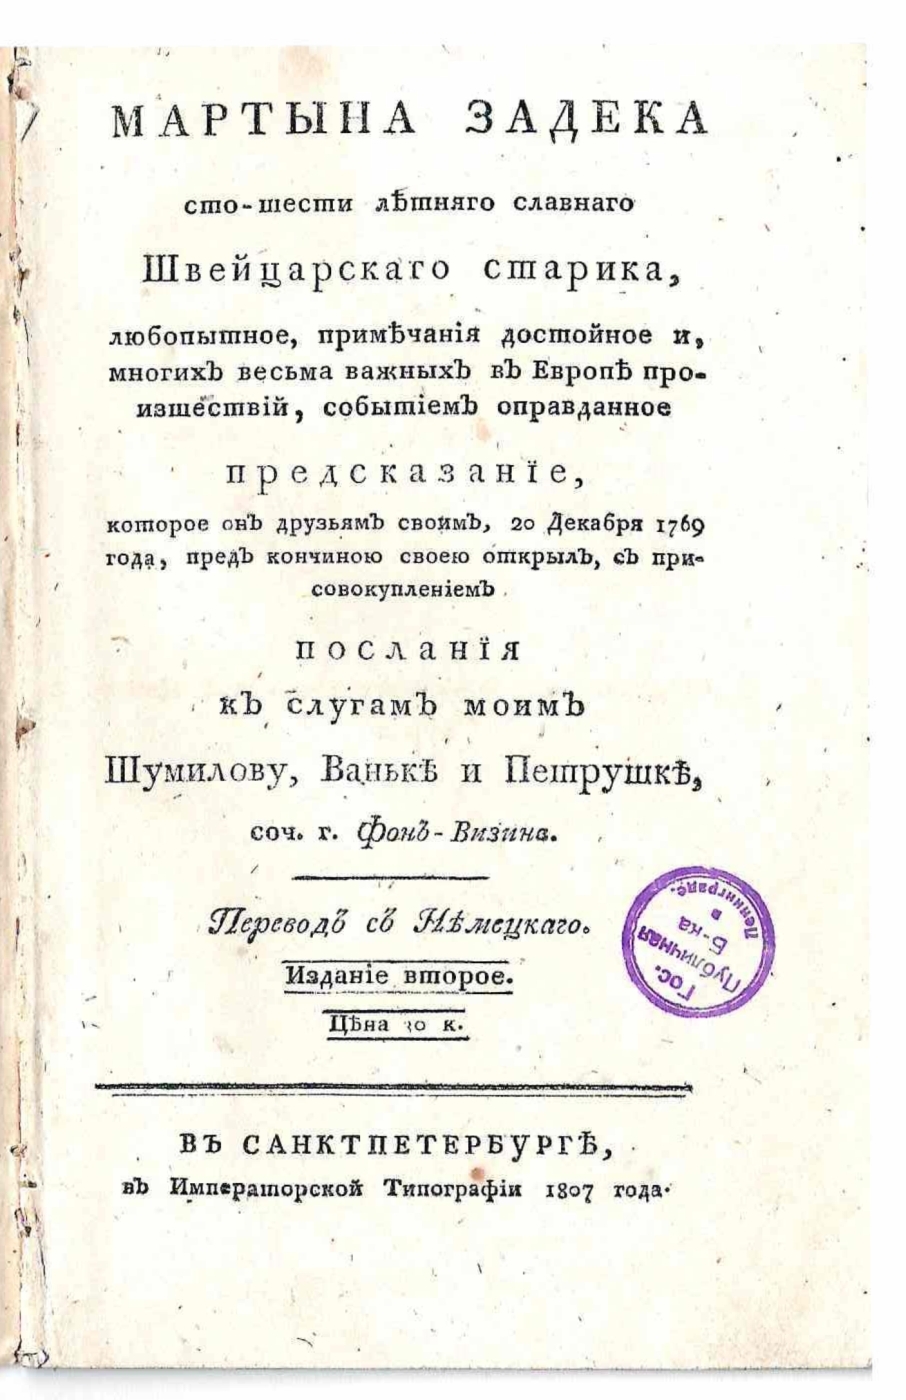 МАРТЫНА ЗАДЕКА
сто-шести лѣтняго славнаго
Швейцарскаго старика,
любопытное, примѣчанія достойное и,
многихЪ весьма важныхЪ вЪ Европѣ про-
изшествій, событіемЪ оправданное
предсказанїе,
которое онЪ друзьямЪ своимЪ, 20 Декабря 1769
года, предЪ кончиною своею открылЪ, сЪ при-
совокупленіемЪ
посланїя
кЪ слугамЪ моимЪ
Шумилову, Ванькѣ и Петрушкѣ,
соч. г. ФонЪ-Визина.
ПереводЪ сЪ Нѣмецкаго.
Изданіе второе.
Цѣна 30 к.
ВЪ САНКТПЕТЕРБУРГѢ,
вЪ Императорской Типографіи 1807 года.
Гос.
Публичная
Б-ка
в
Ленинграде.